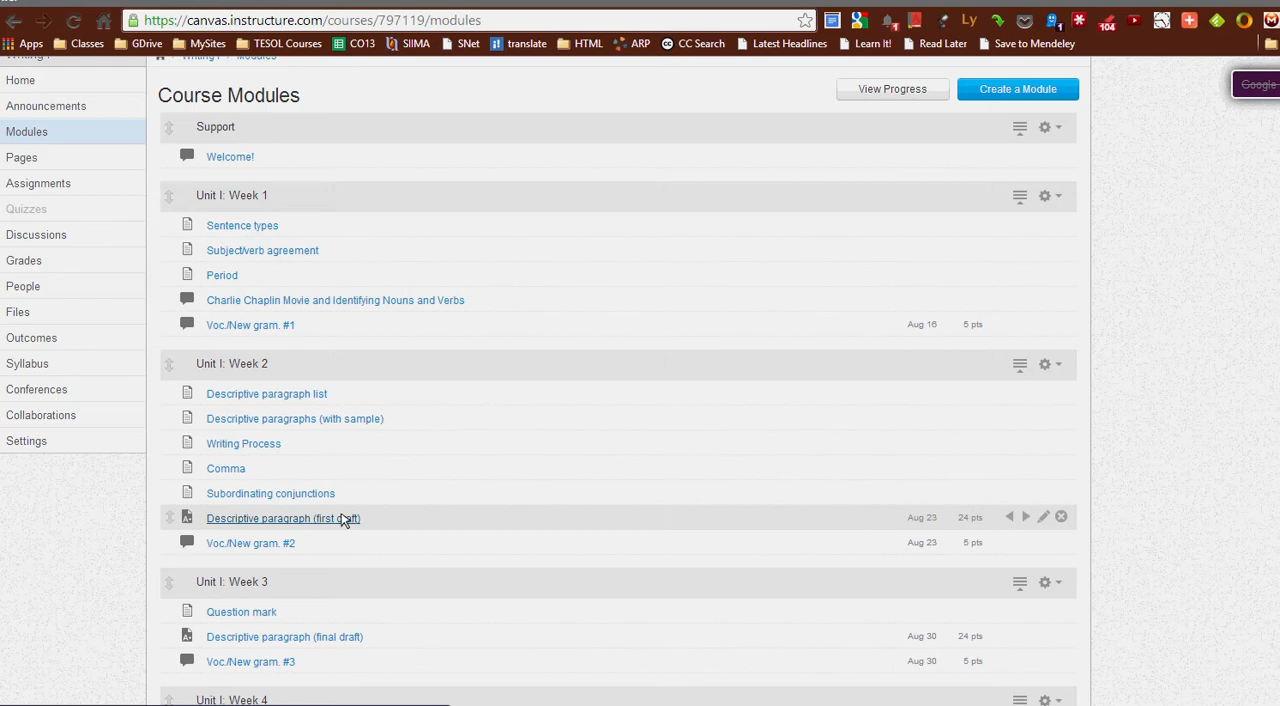 https://canvas.instructure.com/courses/797119/modules
Ly
1
1
104
Apps Classes GDrive MySites TESOL Courses CO13 SIIMA SNet translate HTML ARP CC Search Latest Headlines Learn It! Read Later Save to Mendeley
Writing I Modules
Home
Announcements
Modules
Pages
Assignments
Quizzes
Discussions
Grades
People
Files
Outcomes
Syllabus
Conferences
Collaborations
Settings
Google
Course Modules
View Progress
Create a Module
Support
Welcome!
Unit I: Week 1
Sentence types
Subject/verb agreement
Period
Charlie Chaplin Movie and Identifying Nouns and Verbs
Voc./New gram. #1 Aug 16 5 pts
Unit I: Week 2
Descriptive paragraph list
Descriptive paragraphs (with sample)
Writing Process
Comma
Subordinating conjunctions
Descriptive paragraph (first draft) Aug 23 24 pts
Voc./New gram. #2 Aug 23 5 pts
Unit I: Week 3
Question mark
Descriptive paragraph (final draft) Aug 30 24 pts
Voc./New gram. #3 Aug 30 5 pts
Unit I: Week 4